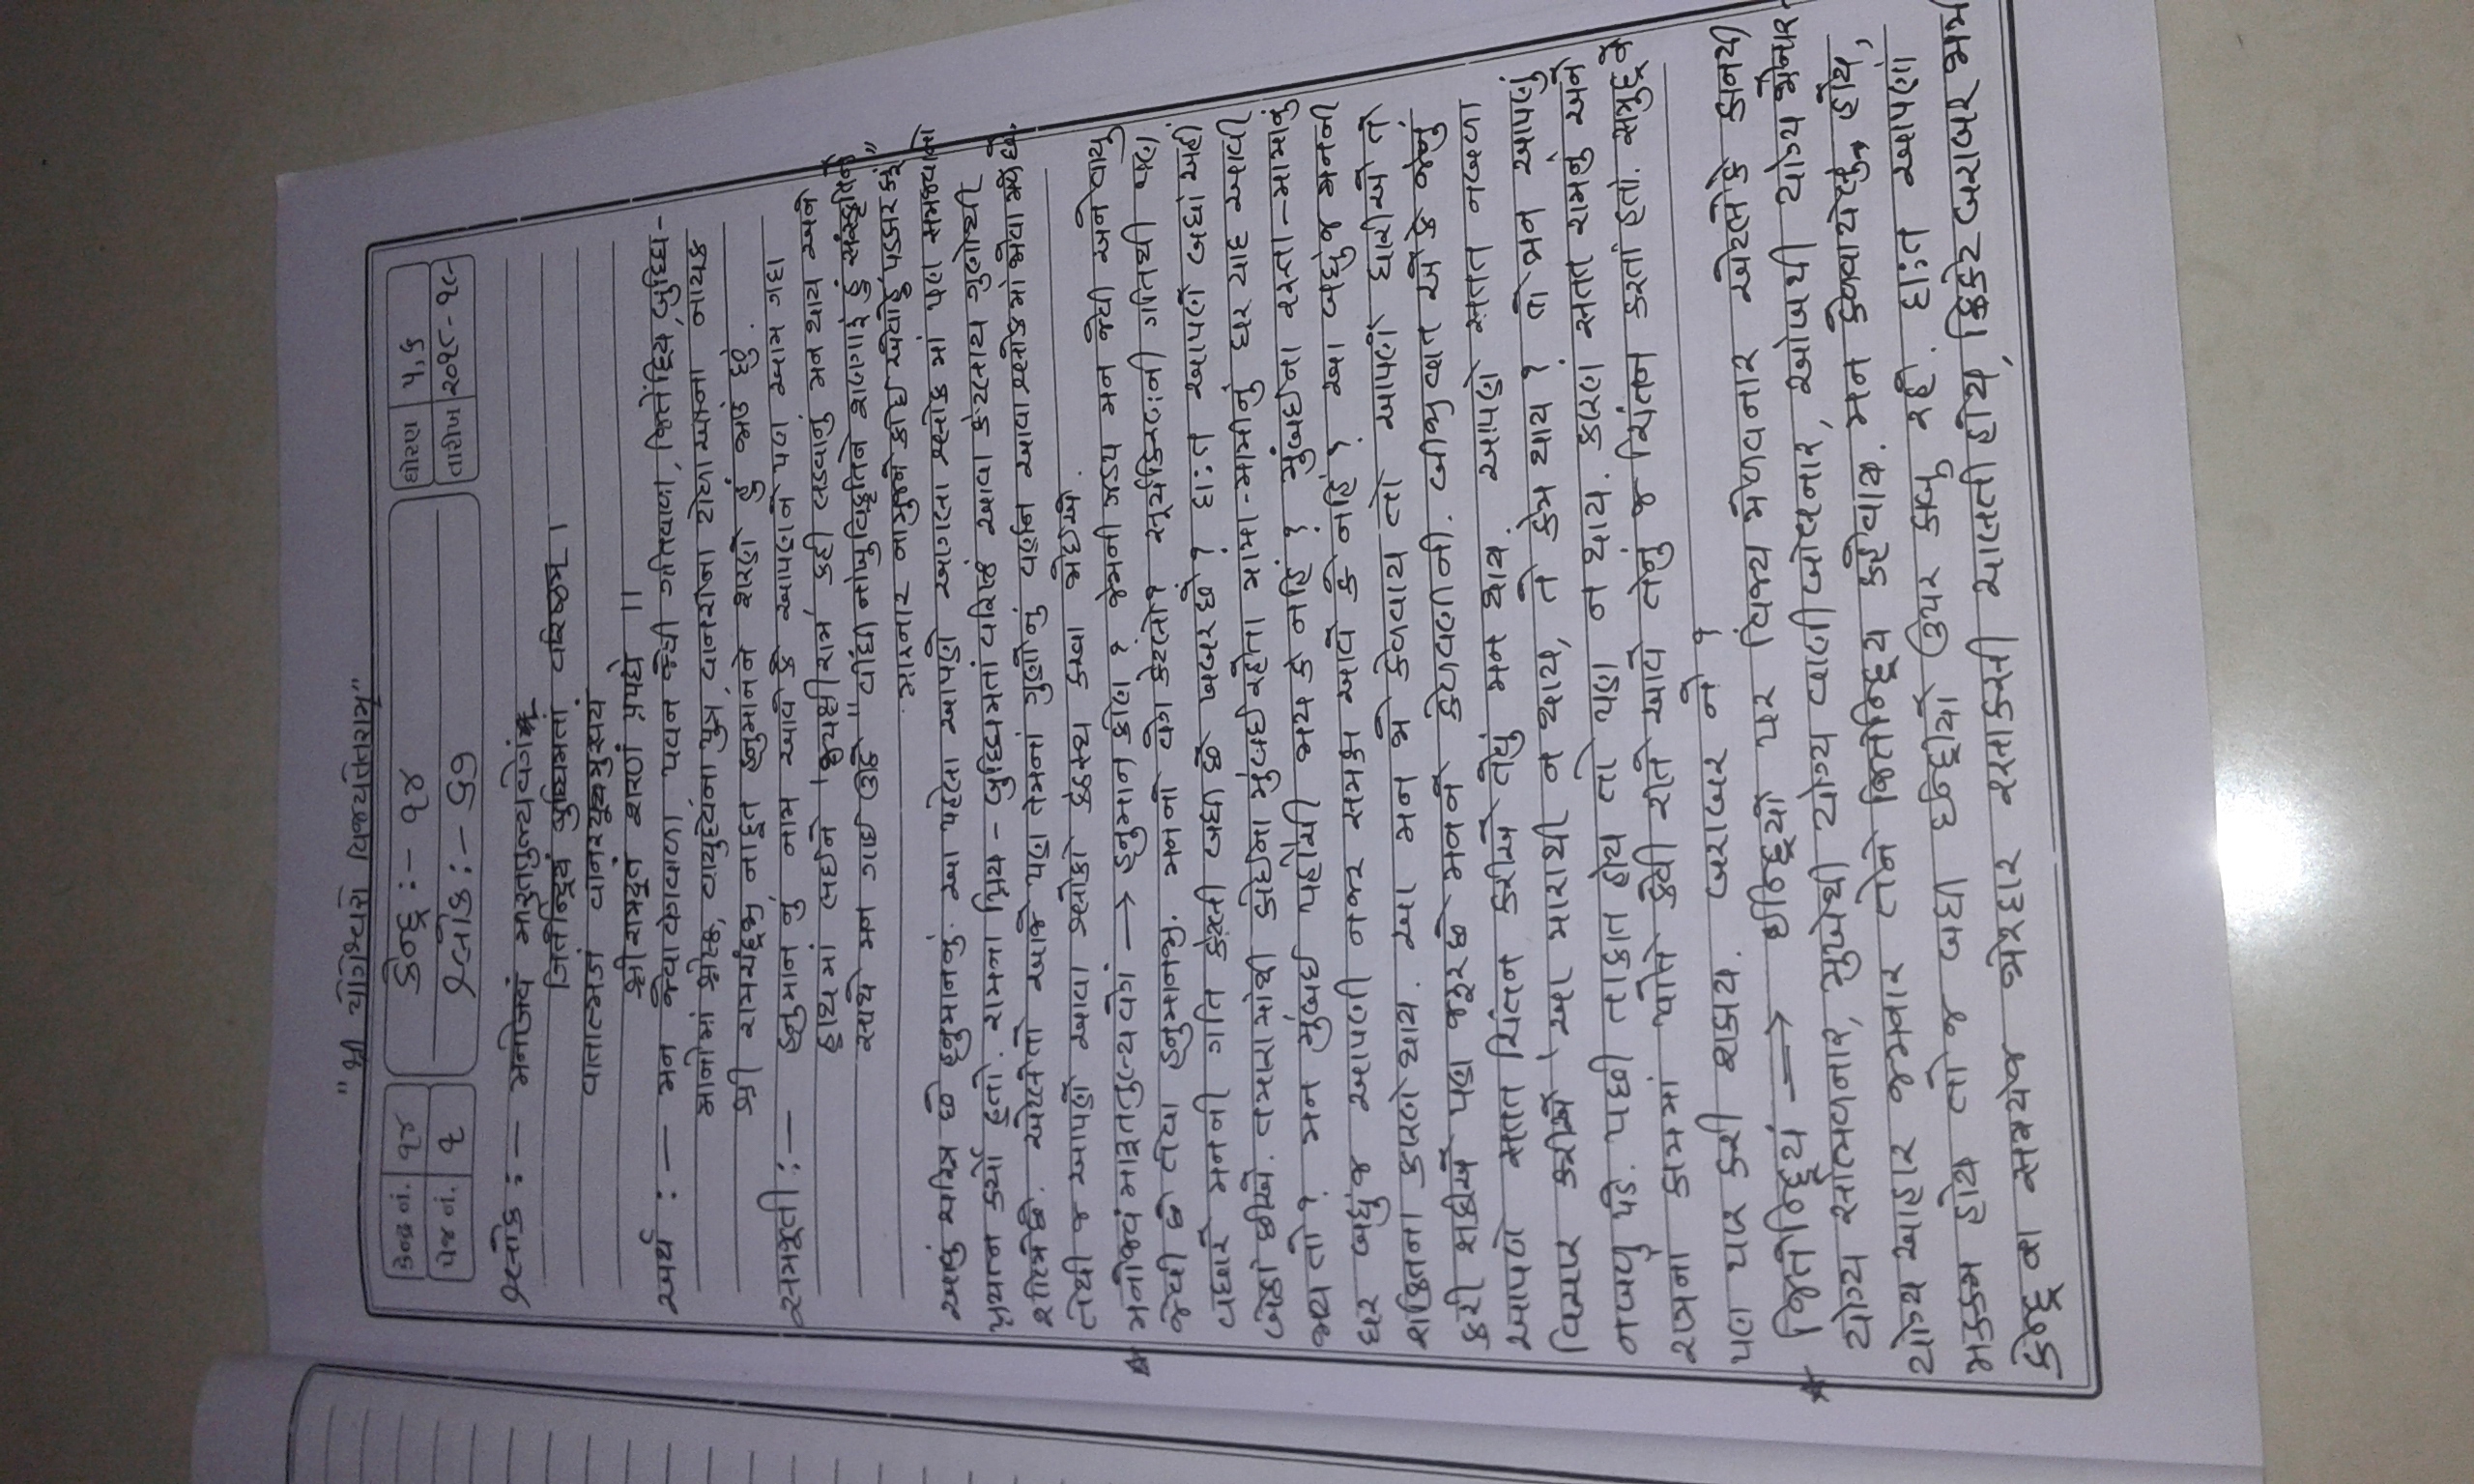 "શ્રી યોગેશ્વરો વિજયતેતરામ્"
કેન્દ્ર નં. ૧૪ કેન્દ્ર :- ૧૪ ધોરણ ૫,૬
પેજ નં. ૧ શ્લોક :- ૬૭ તારીખ ૨૦૧૮-૧૯
શ્લોક :- મનોજવં મારુતતુલ્યવેગં
જિતેન્દ્રિયં બુધ્ધિમતાં વરિષ્ઠમ્ ।
વાતાત્મજં વાનરયૂથમુખ્યં
શ્રી રામદૂતં શરણં પ્રપધે ।।
અર્થ :- મન જેવા વેગવાળા, પવન જેવી ગતિવાળા, જિતેંદ્રિય, બુધ્ધિ-
માનોમાં શ્રેષ્ઠ, વાયુદેવના પુત્ર, વાનરોના ટોળા નાયક
શ્રી રામચંદ્રજી નાદૂત હનુમાનને શરણે હું જાઉં છું.
સમજૂતી :- હનુમાન નું નામ આવે કે આપણને પણ આમ ગદા
હાથમાં લઈને 'જયશ્રીરામ' કહી લડવાનું મન થાય અને
સાથે મન ગાઈ ઊઠે "વીંધી નાંખુવિકૃતિને શણગારું હું સંસ્કૃતિને
મારનાર નામુજને કોઈ એવોહું પડકાર કરું"
આવું ચરિત્ર છે હનુમાનનું. આ પહેલા આપણે આગલા શ્લોક માં પણ સમજવાનો
પ્રયત્ન કર્યો હતો. રામના પ્રિય - બુધ્ધિમતાં વરિષ્ઠં આવા કેટલાય ગુણોથી
છે. એટલેતો આજે પણ તેમનાં ગુણોનું વર્ણન આવા શ્લોકમાં જોવા મળે છે.
તેથી જ આપણે આવા શ્લોકો કંઠસ્થ કરવા જોઈએ.
★ મનોજવં મારુતતુલ્યવેગં → હનુમાન કોણ ? જેમની ઝડપ મન જેવી અને વાયુ
જેવી છે તેવા હનુમાનજી. મનનો વેગ કેટલો? સૂર્યકિરણની ગતિથી પણ
વધારે મનની ગતિ કેટલી બધી છે ખબર છે ? દા:ત આપણે બધાં અહીં
બેઠાં છીએ. તમારામાંથી કોઈના મુંબઈ રહેતા મામા-મામીનું ઘર યાદ આવી
જાય તો? મન મુંબઈ પહોંચી જાય કે નહિં ? મુંબઈના રસ્તા - મામાનું
ઘર બધું જ આપણી નજર સમક્ષ આવે કે નહિં ? આ બધું જ મનની
શક્તિના કારણે થાય. આ મન જો કેળવાય તો આપણે ધારીએ તે
કરી શકીએ પણ જરૂર છે મનને કેળવણીની. બીજી વાત એ કે જેનું
આપણે સતત ચિંતન કરીએ તેવું મન થાય. આપણે સતત નબળા
વિચાર કરીએ 'આ મારાથી ન થાય, તે કેમ થાય ? તો મન આપણું
નબળુ પડે. પછી તાકાત હોય તો પણ ન થાય. કારણ સતત રામનું અને
રામના કામમાં પોતે કેવી રીતે આવે તેનું જ ચિંતન કરતાં હતાં. સમુદ્ર ને
પણ પાર કરી શકાય. બરાબર ને ?
★ જિતેન્દ્રિયં → ઈન્દ્રિયો પર વિજય મેળવનાર એટલે કે કાનથી
યોગ્ય સાંભળનાર, મુખેથી યોગ્ય વાણી બોલનાર, આંખથી યોગ્ય જોનાર,
યોગ્ય આહાર જમનાર તેને જિતેન્દ્રિય કહેવાય. મન કેળવાયેલું હોય,
મક્કમ હોય તો જ બધી ઈન્દ્રીયો ઉપર કાબુ રહે. દા:ત આપણાં
કેન્દ્ર ના સમયેજ જોરદાર રસાકસી ચાલતી હોય, ક્રિકેટ બરાબર